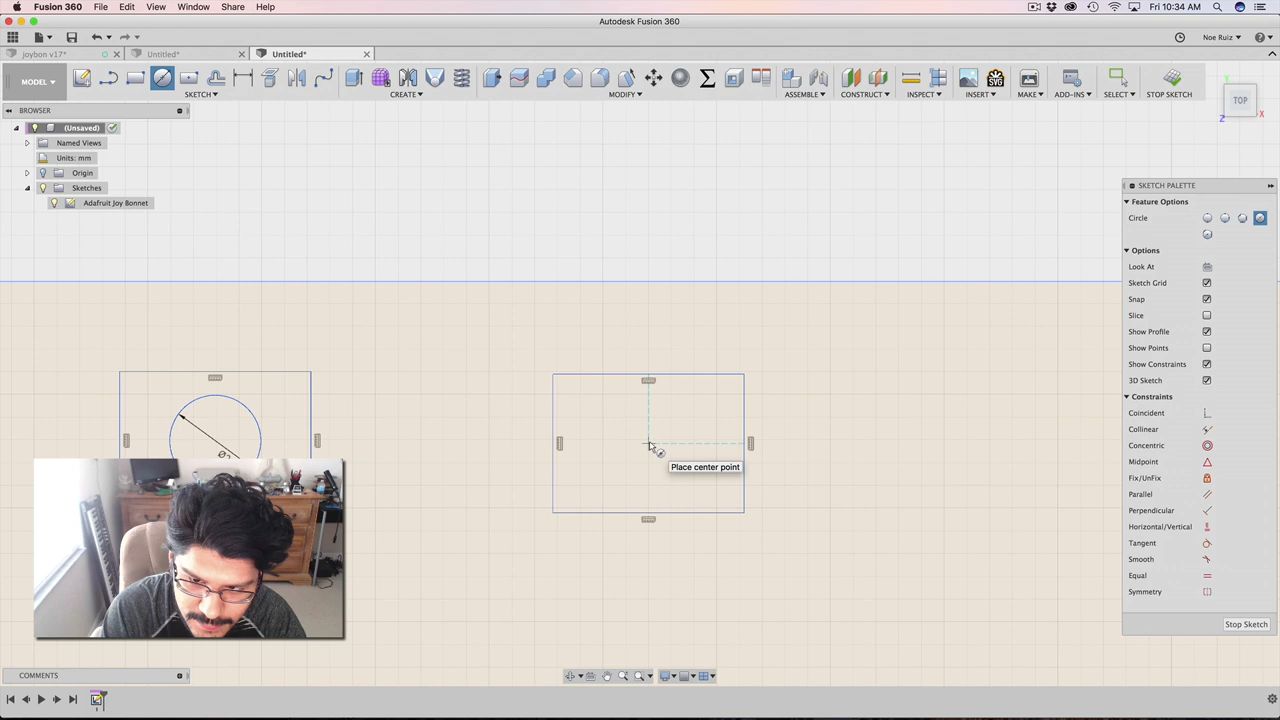 Fusion 360 File Edit View Window Share Help Fri 10:34 AM
Autodesk Fusion 360
Noe Ruiz
joybon v17* Untitled* Untitled*
MODEL SKETCH CREATE MODIFY ASSEMBLE CONSTRUCT INSPECT INSERT MAKE ADD-INS SELECT STOP SKETCH
SVG
TOP
Y
X
Z
BROWSER
(Unsaved)
Named Views
Units: mm
Origin
Sketches
Adafruit Joy Bonnet
SKETCH PALETTE
Feature Options
Circle
Options
Look At
Sketch Grid
Snap
Slice
Show Profile
Show Points
Show Constraints
3D Sketch
Constraints
Coincident
Collinear
Concentric
Midpoint
Fix/UnFix
Parallel
Perpendicular
Horizontal/Vertical
Tangent
Smooth
Equal
Symmetry
Stop Sketch
Place center point
COMMENTS